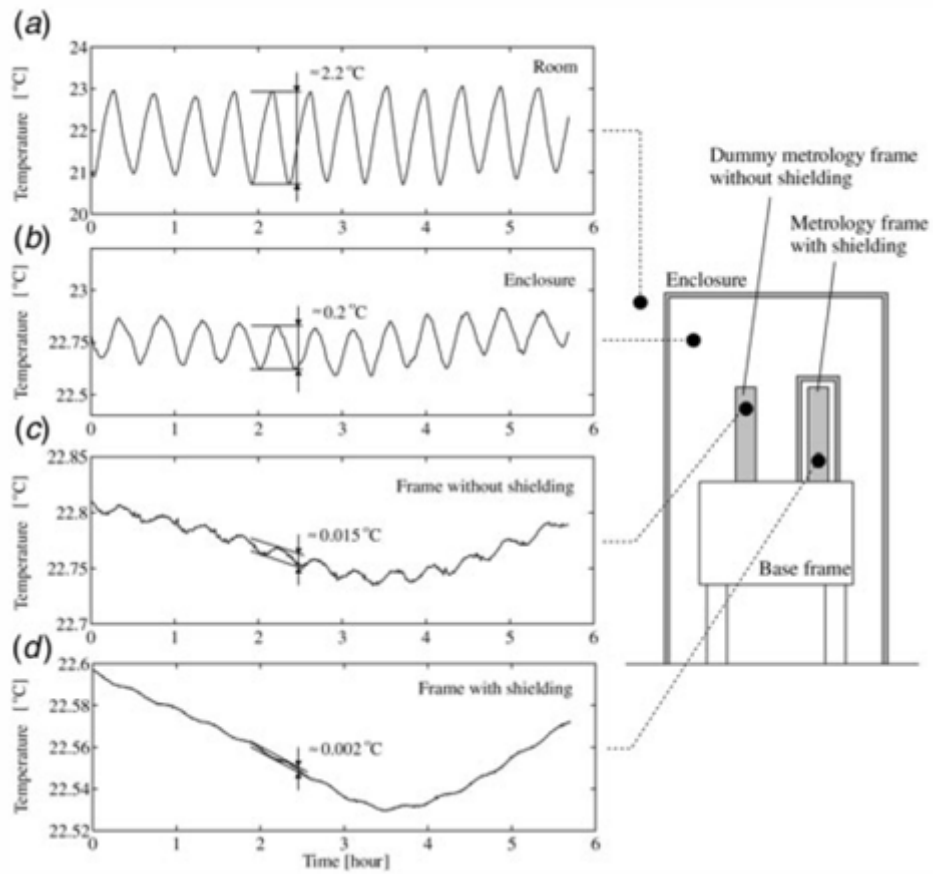 (a)
Temperature [°C]
24
23
22
21
20
0
1
2
3
4
5
6
≈2.2°C
Room
(b)
Temperature [°C]
23
22.75
22.5
0
1
2
3
4
5
6
≈0.2°C
Enclosure
(c)
Temperature [°C]
22.85
22.8
22.75
22.7
0
1
2
3
4
5
6
≈0.015°C
Frame without shielding
(d)
Temperature [°C]
22.6
22.58
22.56
22.54
22.52
0
1
2
3
4
5
6
Time [hour]
≈0.002°C
Frame with shielding
Dummy metrology frame
without shielding
Metrology frame
with shielding
Enclosure
Base frame